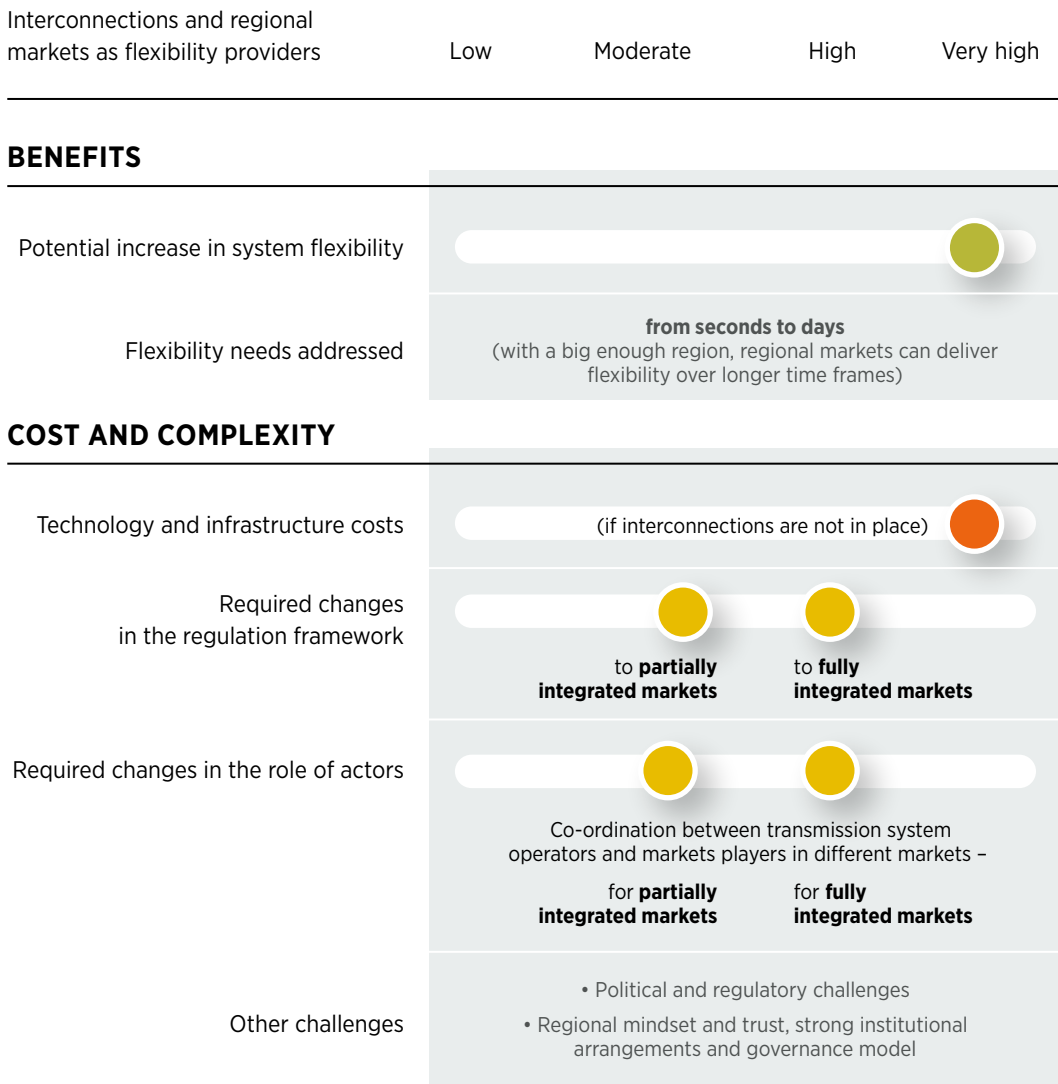 Interconnections and regional
markets as flexibility providers
Low Moderate High Very high
BENEFITS
Potential increase in system flexibility
Flexibility needs addressed
from seconds to days
(with a big enough region, regional markets can deliver
flexibility over longer time frames)
COST AND COMPLEXITY
Technology and infrastructure costs
(if interconnections are not in place)
Required changes
in the regulation framework
to partially
integrated markets
to fully
integrated markets
Required changes in the role of actors
Co-ordination between transmission system
operators and markets players in different markets –
for partially
integrated markets
for fully
integrated markets
Other challenges
• Political and regulatory challenges
• Regional mindset and trust, strong institutional
arrangements and governance model